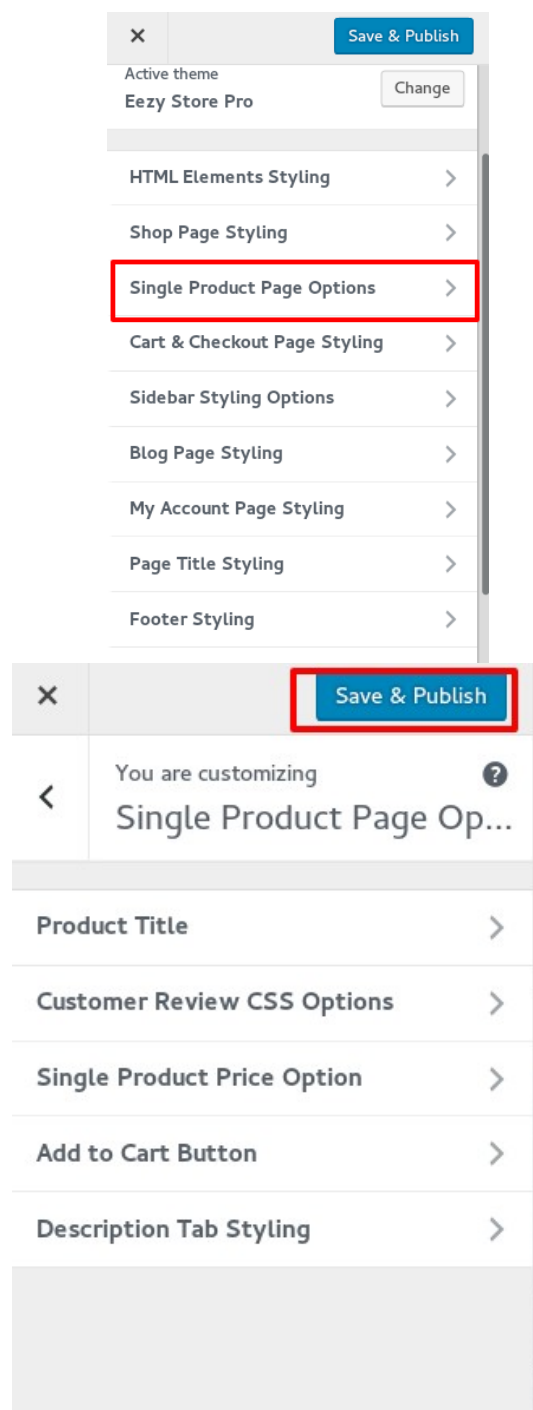 Save & Publish
Active theme
Eezy Store Pro
Change
HTML Elements Styling
Shop Page Styling
Single Product Page Options
Cart & Checkout Page Styling
Sidebar Styling Options
Blog Page Styling
My Account Page Styling
Page Title Styling
Footer Styling
Save & Publish
You are customizing
Single Product Page Op...
Product Title
Customer Review CSS Options
Single Product Price Option
Add to Cart Button
Description Tab Styling